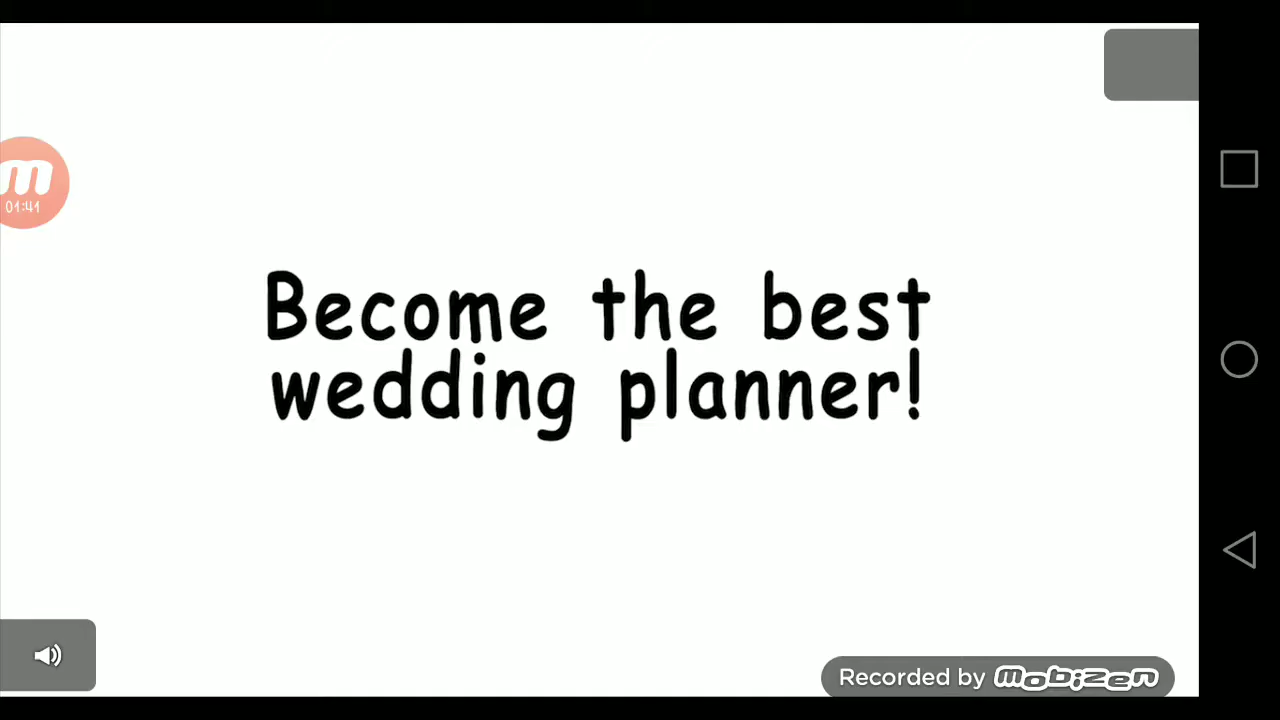 m
01:41
Become the best
wedding planner!
Recorded by mobizen